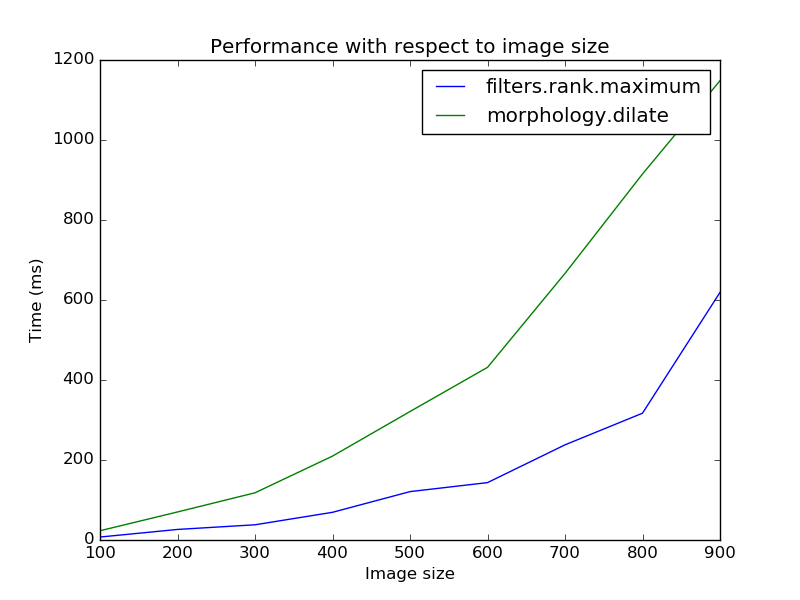 Performance with respect to image size
filters.rank.maximum
morphology.dilate
1200
1000
800
600
400
200
0
Time (ms)
100 200 300 400 500 600 700 800 900
Image size